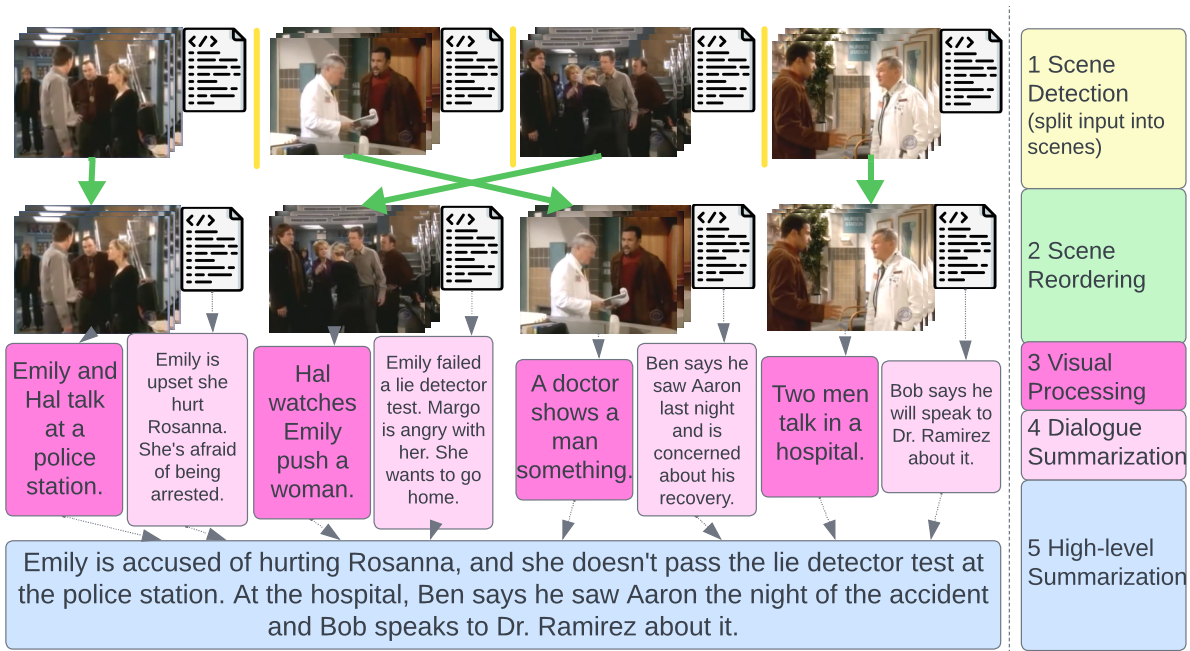 </>
</>
</>
</>
1 Scene
Detection
(split input into
scenes)
</>
</>
</>
</>
2 Scene
Reordering
Emily and
Hal talk
at a
police
station.
Emily is
upset she
hurt
Rosanna.
She's afraid
of being
arrested.
Hal
watches
Emily
push a
woman.
Emily failed
a lie detector
test. Margo
is angry with
her. She
wants to go
home.
A doctor
shows a
man
something.
Ben says he
saw Aaron
last night
and is
concerned
about his
recovery.
Two men
talk in a
hospital.
Bob says he
will speak to
Dr. Ramirez
about it.
3 Visual
Processing
4 Dialogue
Summarization
Emily is accused of hurting Rosanna, and she doesn't pass the lie detector test at
the police station. At the hospital, Ben says he saw Aaron the night of the accident
and Bob speaks to Dr. Ramirez about it.
5 High-level
Summarization